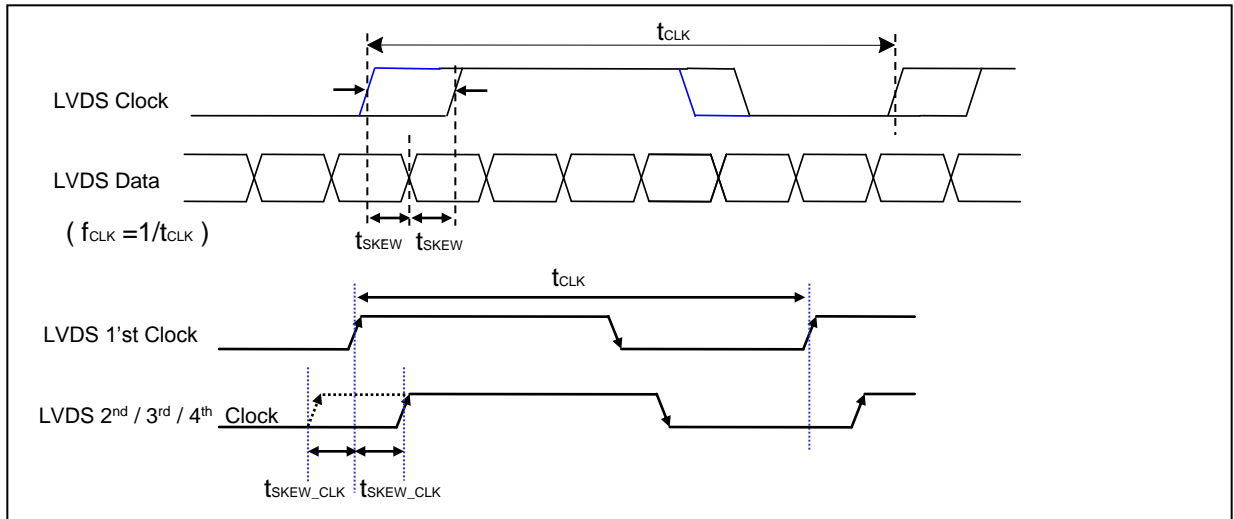 tCLK
LVDS Clock
LVDS Data
( fCLK =1/tCLK )
tSKEW tSKEW
tCLK
LVDS 1'st Clock
LVDS 2nd / 3rd / 4th Clock
tSKEW_CLK tSKEW_CLK